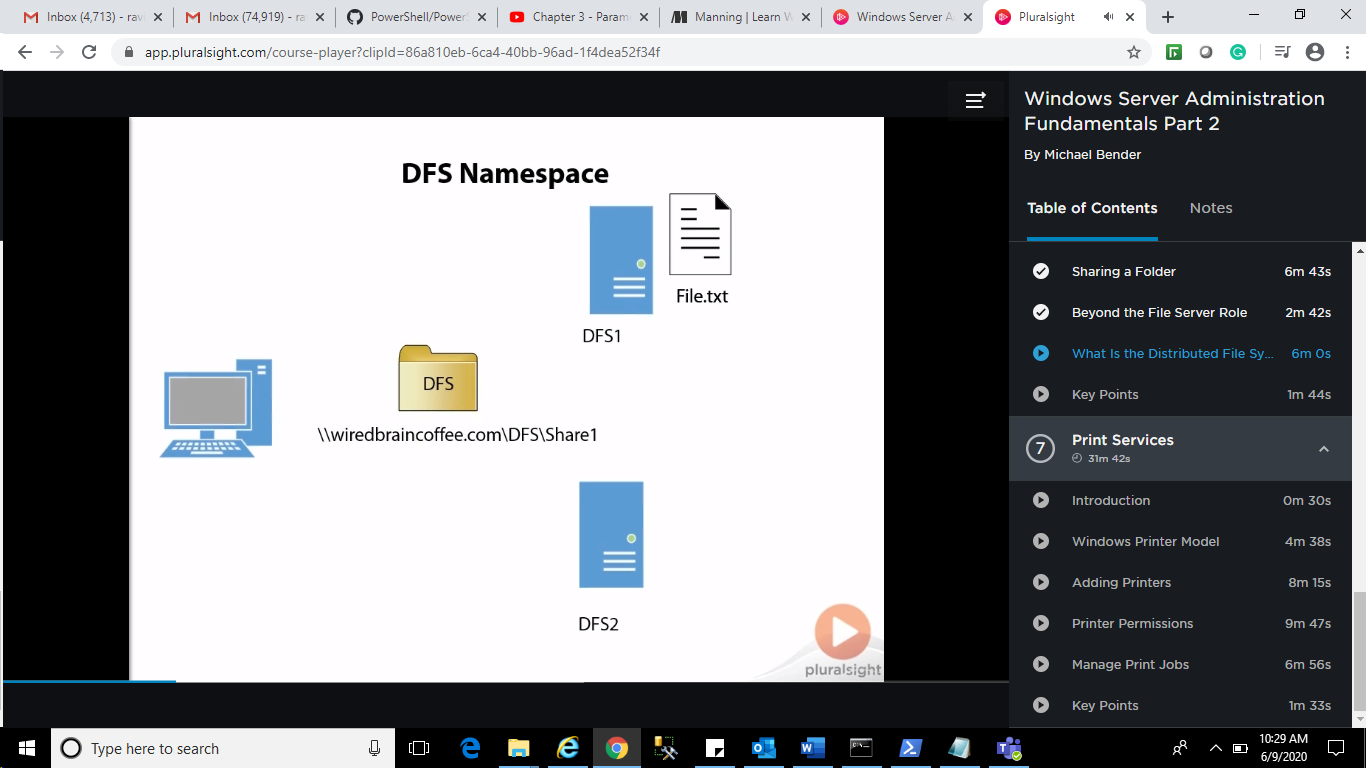 Inbox (4,713) - rav
Inbox (74,919) - ra
PowerShell/Power
Chapter 3 - Param
Manning | Learn W
Windows Server A
Pluralsight
app.pluralsight.com/course-player?clipId=86a810eb-6ca4-40bb-96ad-1f4dea52f34f
DFS Namespace
File.txt
DFS1
DFS
\\wiredbraincoffee.com\DFS\Share1
DFS2
pluralsight
Windows Server Administration
Fundamentals Part 2
By Michael Bender
Table of Contents
Notes
Sharing a Folder 6m 43s
Beyond the File Server Role 2m 42s
What Is the Distributed File Sy... 6m 0s
Key Points 1m 44s
7 Print Services
31m 42s
Introduction 0m 30s
Windows Printer Model 4m 38s
Adding Printers 8m 15s
Printer Permissions 9m 47s
Manage Print Jobs 6m 56s
Key Points 1m 33s
Type here to search
10:29 AM
6/9/2020